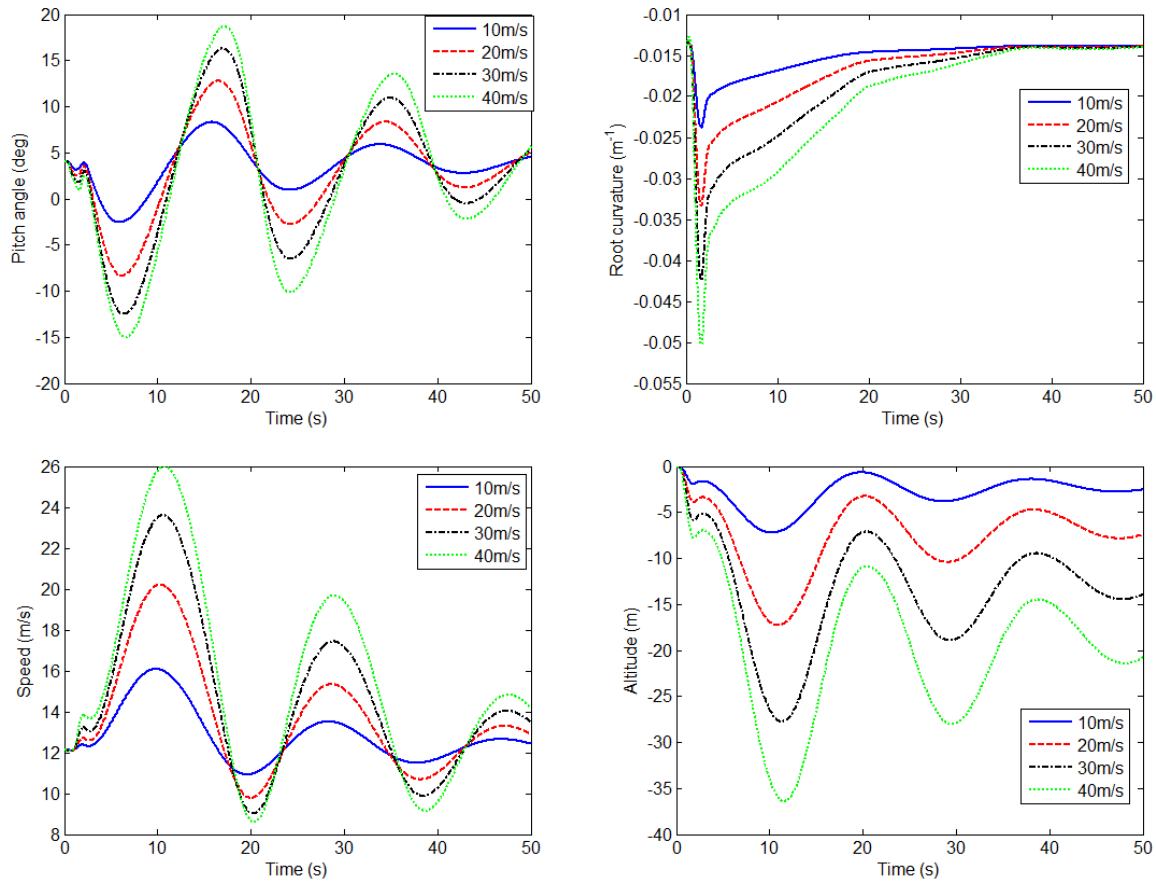 20
15
10
5
0
-5
-10
-15
-20
Pitch angle (deg)
0 10 20 30 40 50
Time (s)
10m/s
20m/s
30m/s
40m/s
-0.01
-0.015
-0.02
-0.025
-0.03
-0.035
-0.04
-0.045
-0.05
-0.055
Root curvature (m⁻¹)
0 10 20 30 40 50
Time (s)
10m/s
20m/s
30m/s
40m/s
26
24
22
20
18
16
14
12
10
8
Speed (m/s)
0 10 20 30 40 50
Time (s)
10m/s
20m/s
30m/s
40m/s
0
-5
-10
-15
-20
-25
-30
-35
-40
Altitude (m)
0 10 20 30 40 50
Time (s)
10m/s
20m/s
30m/s
40m/s